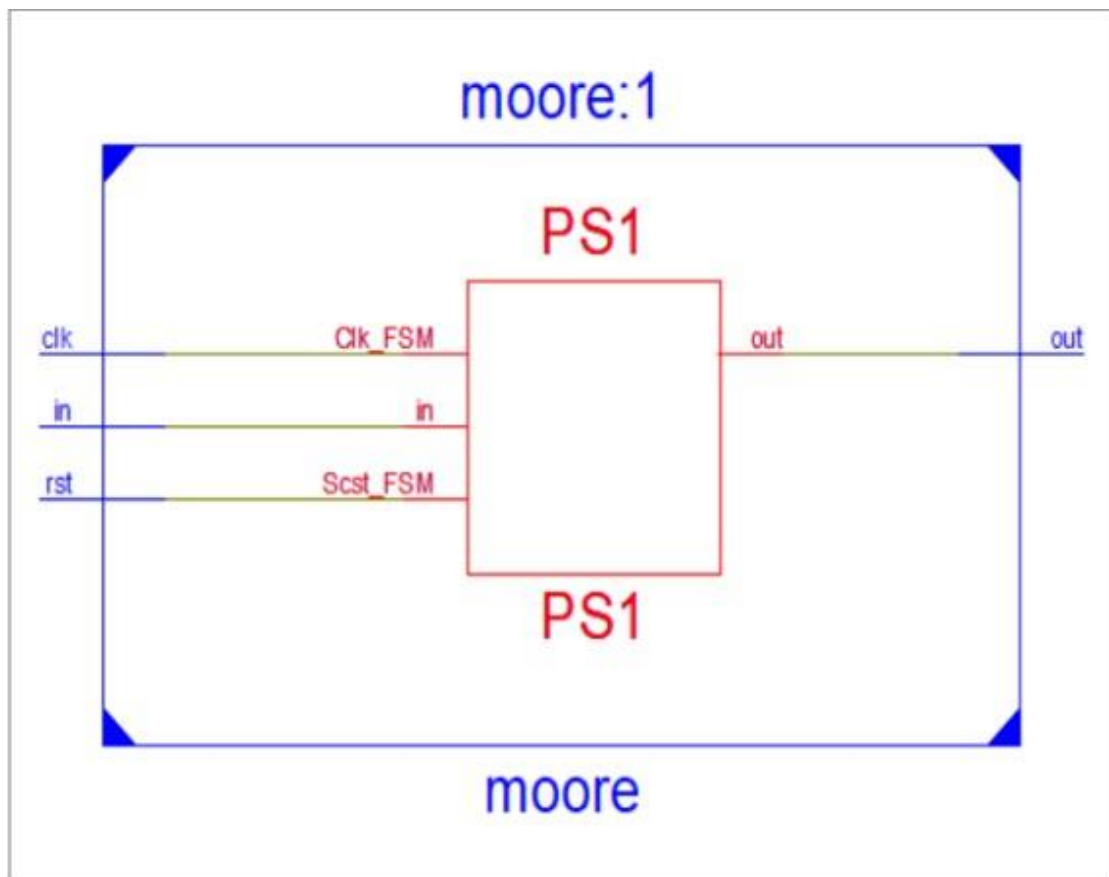 moore:1
PS1
clk Clk_FSM out out
in in
rst Scst_FSM
PS1
moore